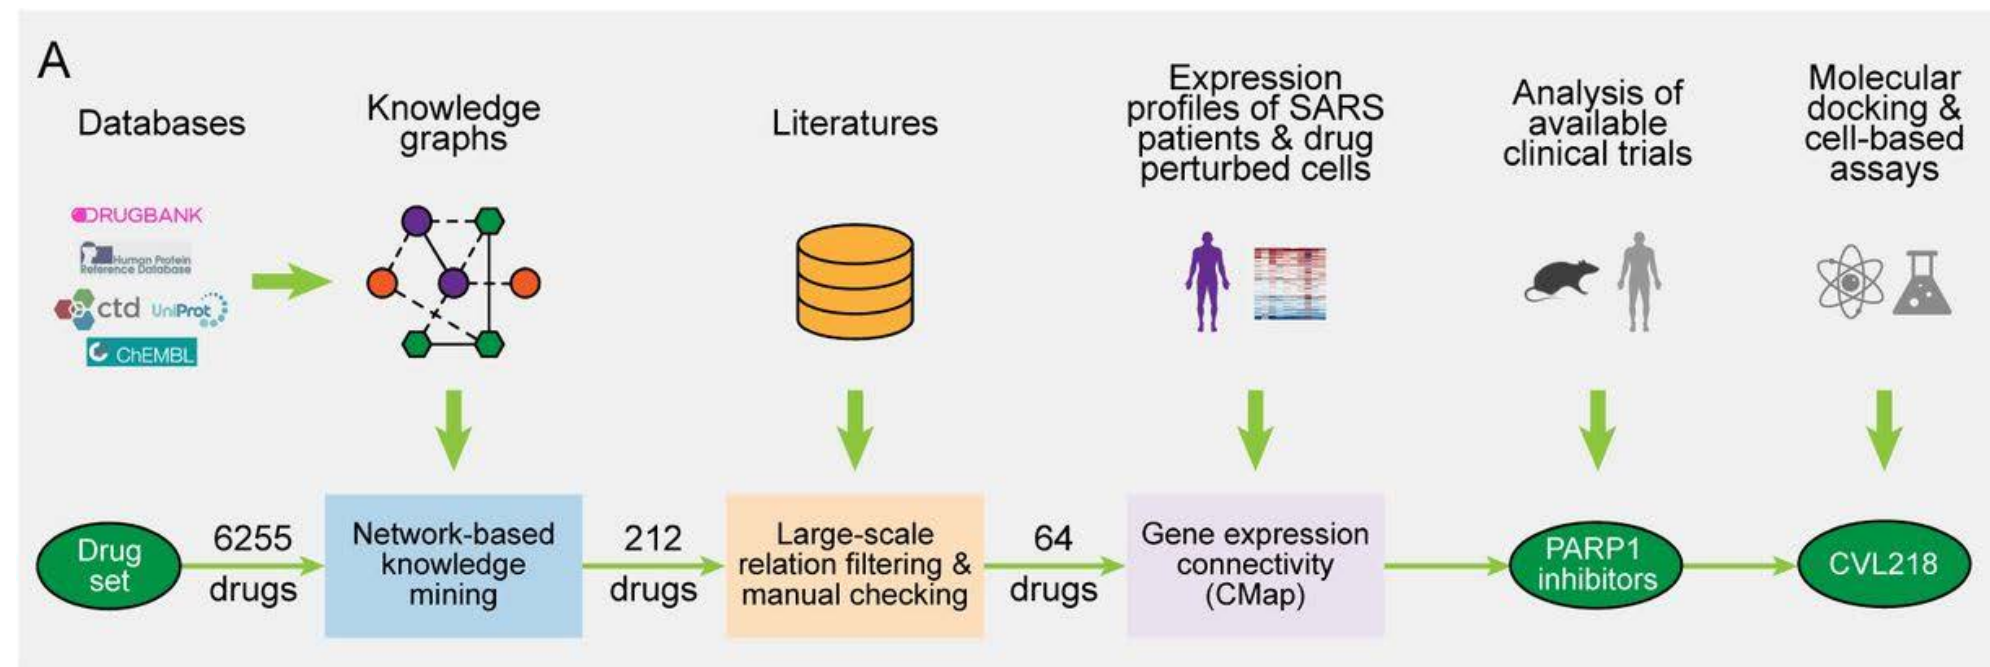 A
Databases
Knowledge
graphs
Literatures
Expression
profiles of SARS
patients & drug
perturbed cells
Analysis of
available
clinical trials
Molecular
docking &
cell-based
assays
DRUGBANK
Human Protein
Reference Database
ctd UniProt
ChEMBL
Drug
set
6255
drugs
Network-based
knowledge
mining
212
drugs
Large-scale
relation filtering &
manual checking
64
drugs
Gene expression
connectivity
(CMap)
PARP1
inhibitors
CVL218